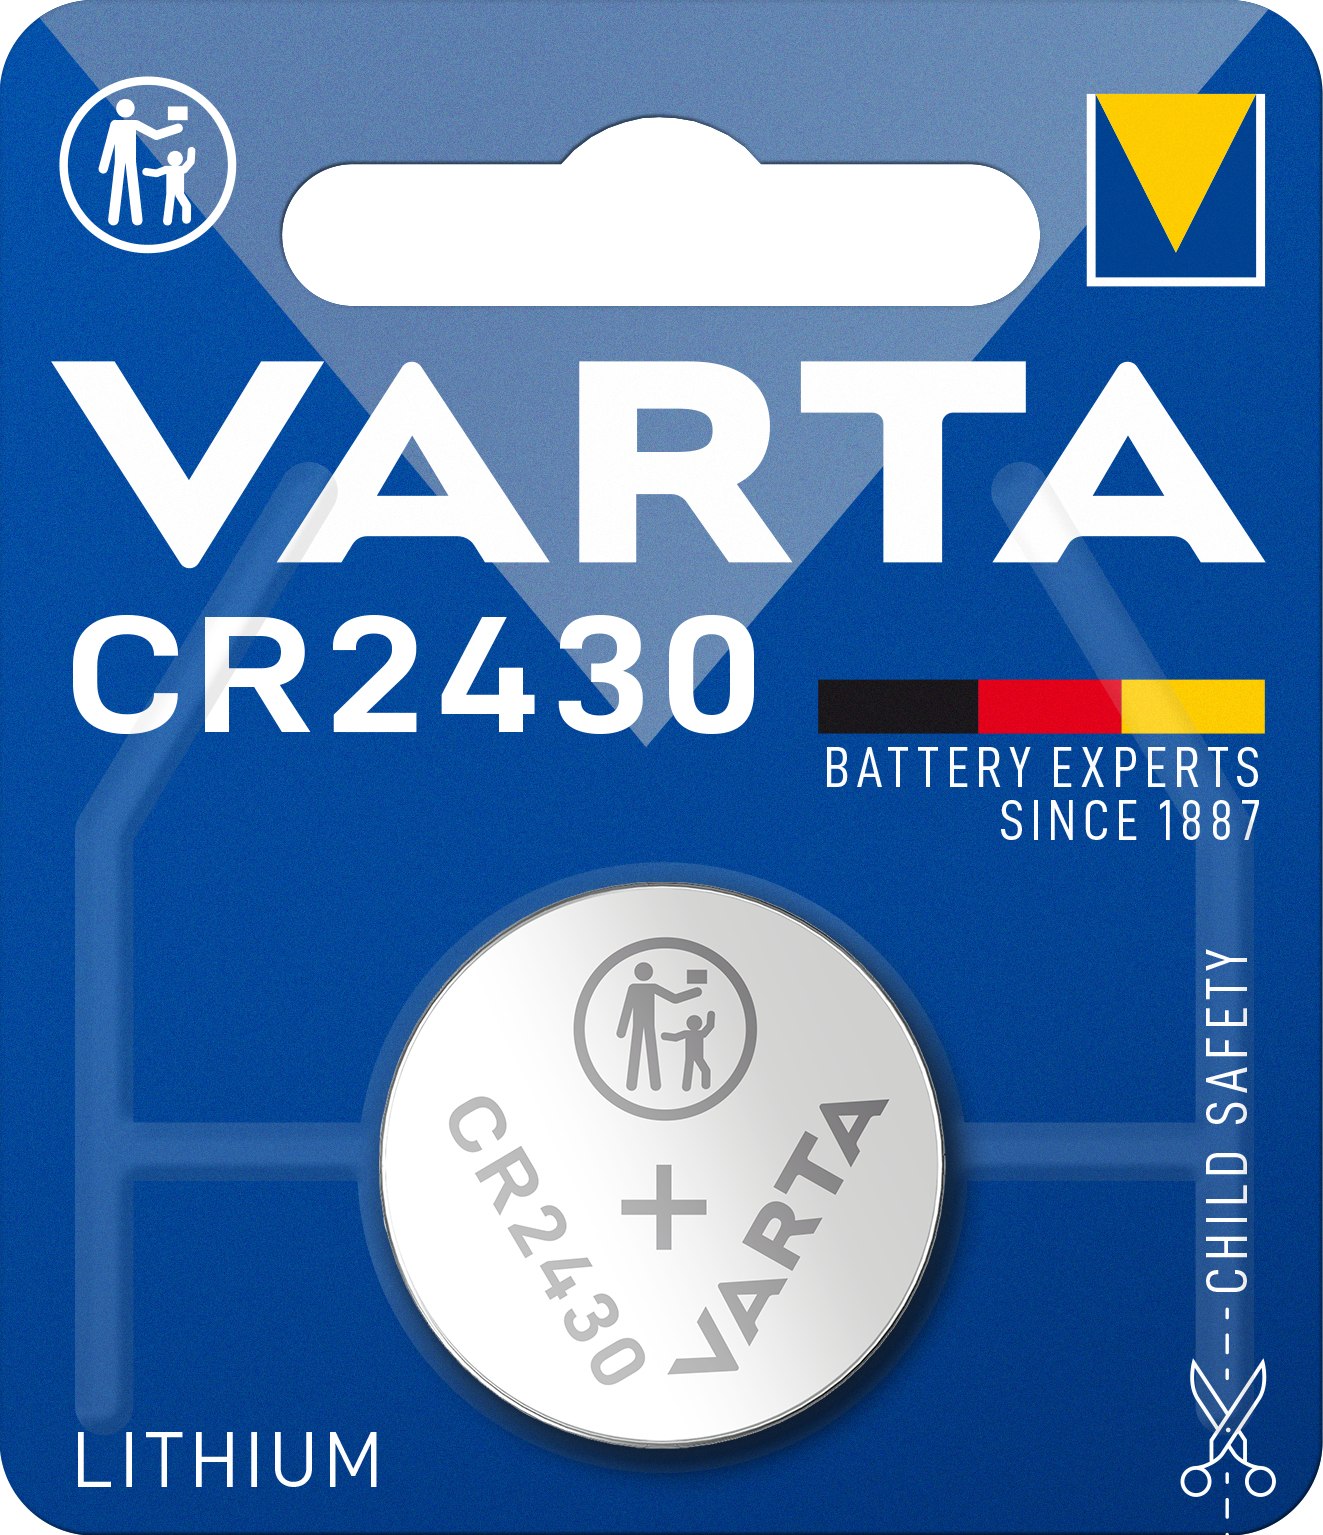 VARTA
CR2430
BATTERY EXPERTS
SINCE 1887
CHILD SAFETY
CR2430
+
VARTA
LITHIUM